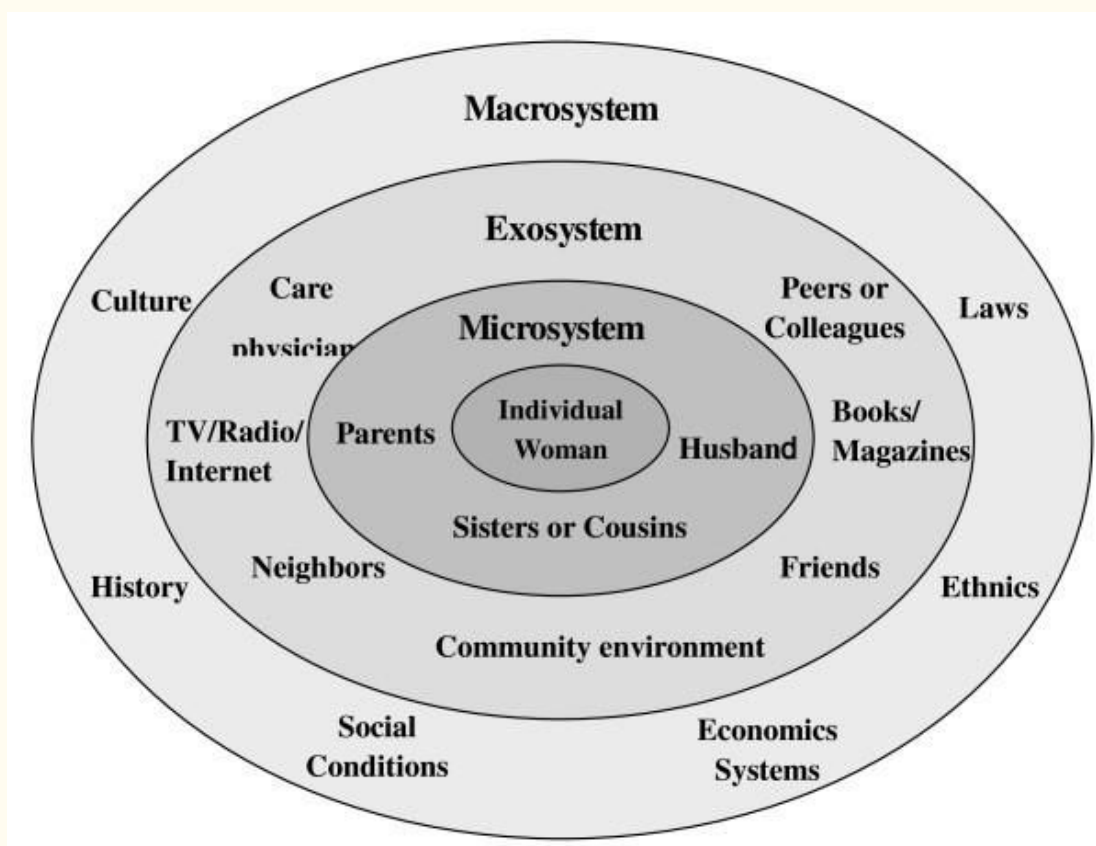 Macrosystem
Exosystem
Culture
Care
physician
Peers or
Colleagues
Laws
Microsystem
Individual
Woman
Parents
Husband
TV/Radio/
Internet
Books/
Magazines
Sisters or Cousins
Neighbors
Friends
History
Ethnics
Community environment
Social
Conditions
Economics
Systems